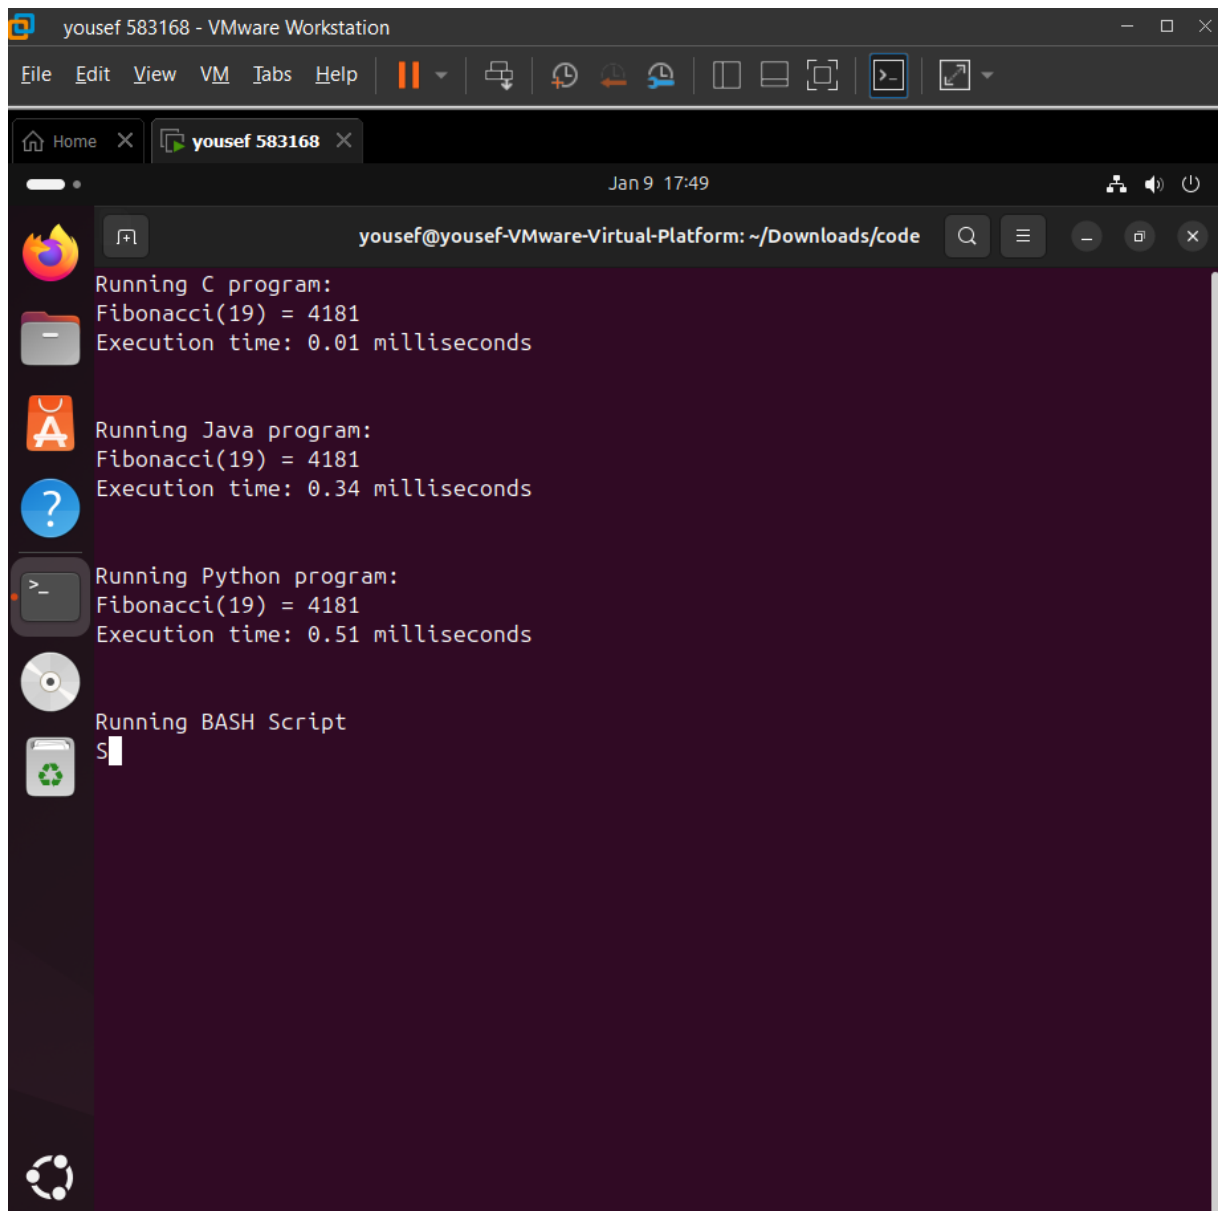 yousef 583168 - VMware Workstation
File Edit View VM Tabs Help
Home yousef 583168
Jan 9 17:49
yousef@yousef-VMware-Virtual-Platform: ~/Downloads/code
Running C program:
Fibonacci(19) = 4181
Execution time: 0.01 milliseconds
Running Java program:
Fibonacci(19) = 4181
Execution time: 0.34 milliseconds
Running Python program:
Fibonacci(19) = 4181
Execution time: 0.51 milliseconds
Running BASH Script
S